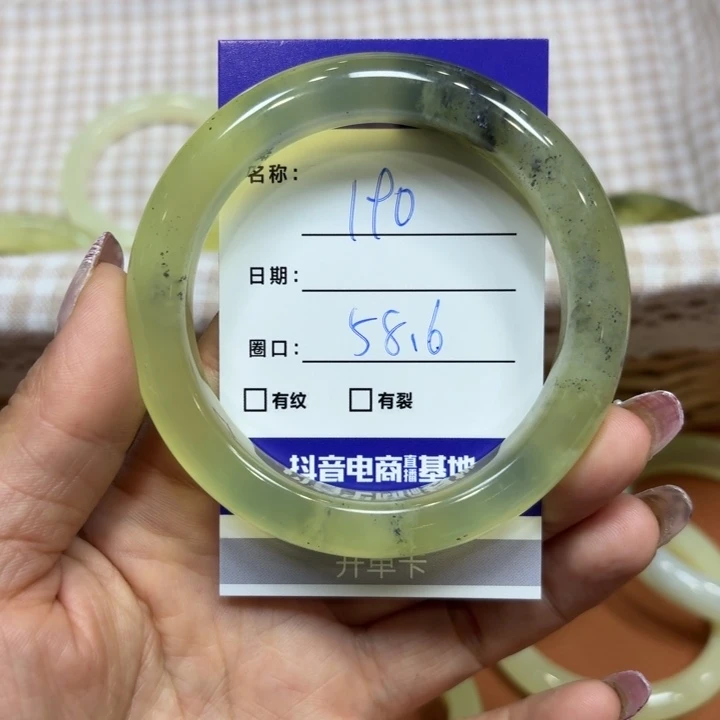 名称: 190
日期:
圈口: 58.6
□有纹 □有裂
抖音电商直播基地
开单卡